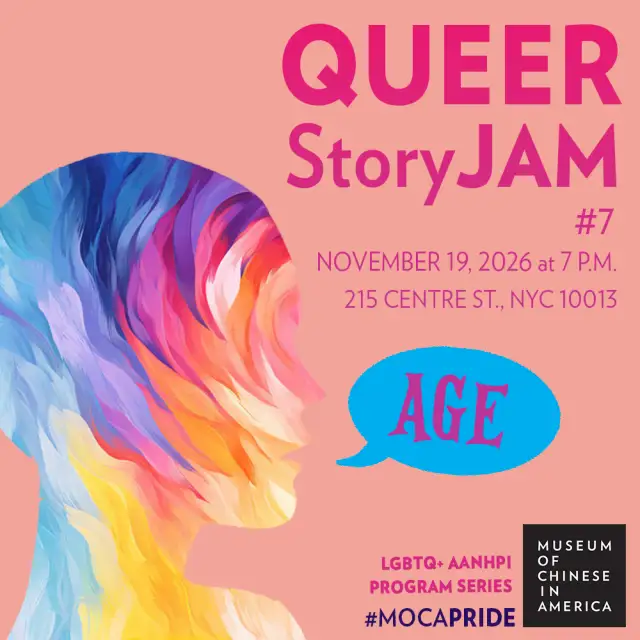 QUEER
StoryJAM
#7
NOVEMBER 19, 2026 at 7 P.M.
215 CENTRE ST., NYC 10013
AGE
LGBTQ+ AANHPI
PROGRAM SERIES
#MOCAPRIDE
MUSEUM
OF
CHINESE
IN
AMERICA